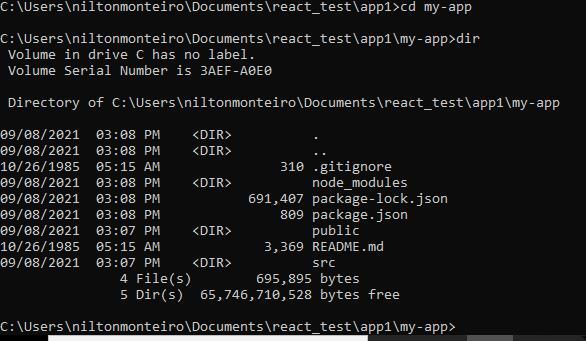 C:\Users\niltonmonteiro\Documents\react_test\app1>cd my-app
C:\Users\niltonmonteiro\Documents\react_test\app1\my-app>dir
 Volume in drive C has no label.
 Volume Serial Number is 3AEF-A0E0
 Directory of C:\Users\niltonmonteiro\Documents\react_test\app1\my-app
09/08/2021  03:08 PM    <DIR>          .
09/08/2021  03:08 PM    <DIR>          ..
10/26/1985  05:15 AM               310 .gitignore
09/08/2021  03:08 PM    <DIR>          node_modules
09/08/2021  03:08 PM           691,407 package-lock.json
09/08/2021  03:08 PM               809 package.json
09/08/2021  03:07 PM    <DIR>          public
10/26/1985  05:15 AM             3,369 README.md
09/08/2021  03:07 PM    <DIR>          src
               4 File(s)        695,895 bytes
               5 Dir(s)  65,746,710,528 bytes free
C:\Users\niltonmonteiro\Documents\react_test\app1\my-app>